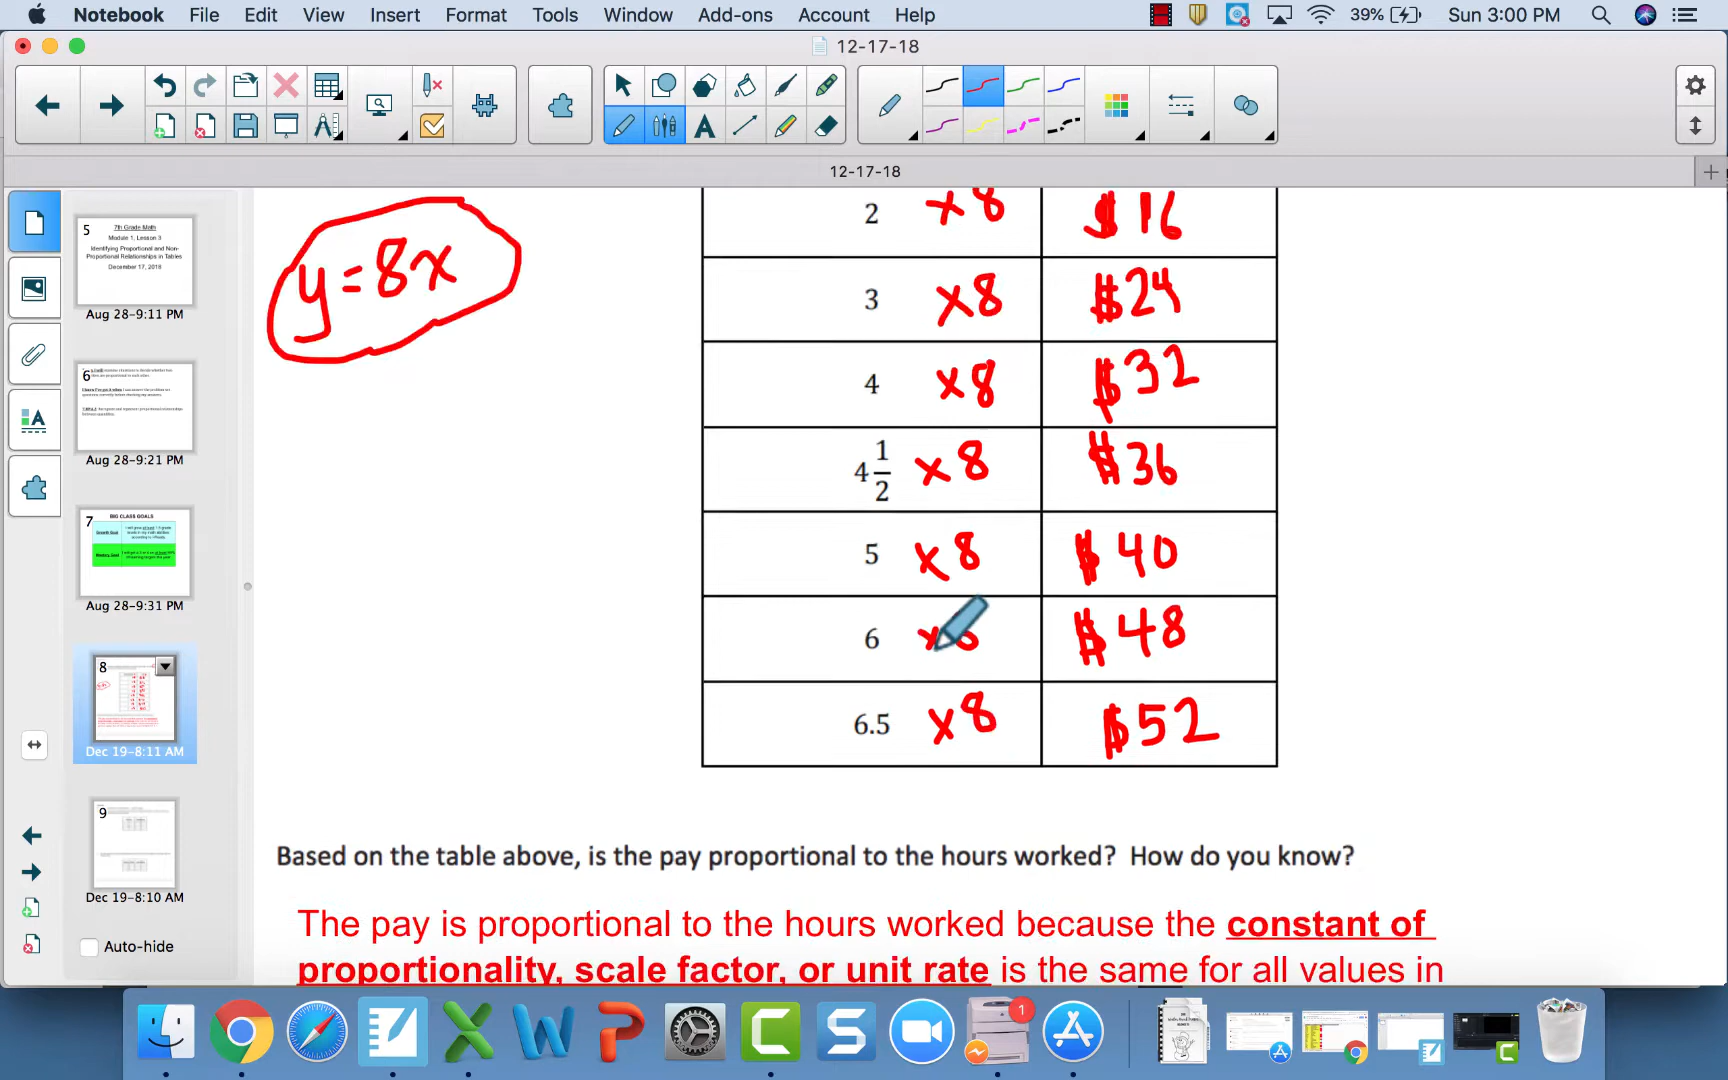 Notebook File Edit View Insert Format Tools Window Add-ons Account Help 39% Sun 3:00 PM
12-17-18
12-17-18
5
7th Grade Math
Module 1, Lesson 3
Identifying Proportional and Non-
Proportional Relationships in Tables
December 17, 2018
Aug 28-9:11 PM
6
Aug 28-9:21 PM
7
BIG CLASS GOALS
Aug 28-9:31 PM
8
Dec 19-8:11 AM
9
Dec 19-8:10 AM
Auto-hide
y=8x
2 x8 $16
3 x8 $24
4 x8 $32
4 1/2 x8 $36
5 x8 $40
6 x8 $48
6.5 x8 $52
Based on the table above, is the pay proportional to the hours worked? How do you know?
The pay is proportional to the hours worked because the constant of
proportionality, scale factor, or unit rate is the same for all values in
1